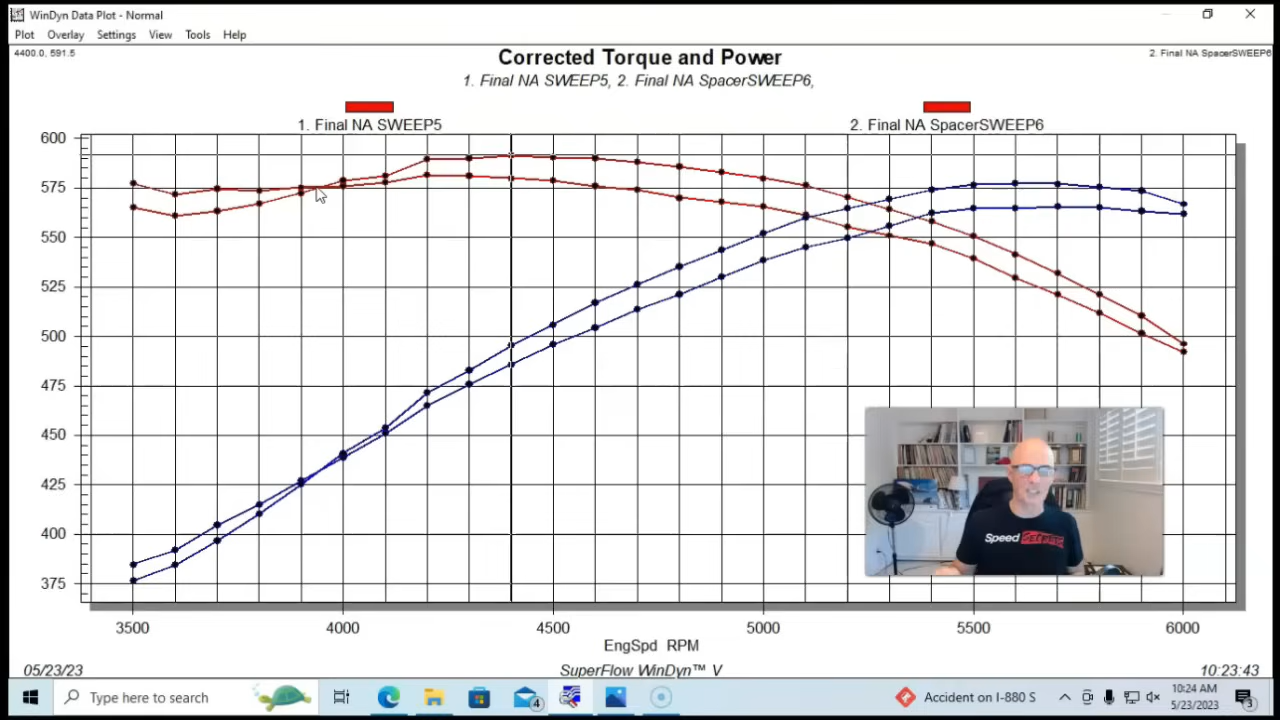 WinDyn Data Plot - Normal
Plot Overlay Settings View Tools Help
4400.0, 591.5
2. Final NA SpacerSWEEP6
Corrected Torque and Power
1. Final NA SWEEP5, 2. Final NA SpacerSWEEP6,
1. Final NA SWEEP5
2. Final NA SpacerSWEEP6
600
575
550
525
500
475
450
425
400
375
3500 4000 4500 5000 5500 6000
EngSpd RPM
Speed
05/23/23
SuperFlow WinDyn™ V
10:23:43
Type here to search
4
Accident on I-880 S
10:24 AM
5/23/2023
3